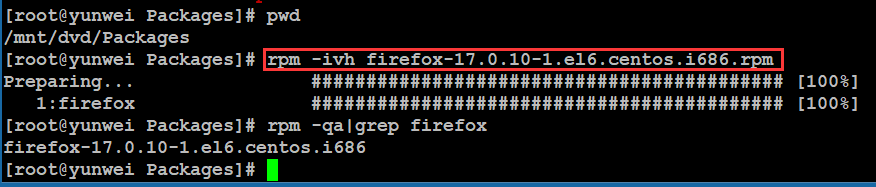 [root@yunwei Packages]# pwd
/mnt/dvd/Packages
[root@yunwei Packages]# rpm -ivh firefox-17.0.10-1.el6.centos.i686.rpm
Preparing... ########################################### [100%]
1:firefox ########################################### [100%]
[root@yunwei Packages]# rpm -qa|grep firefox
firefox-17.0.10-1.el6.centos.i686
[root@yunwei Packages]#